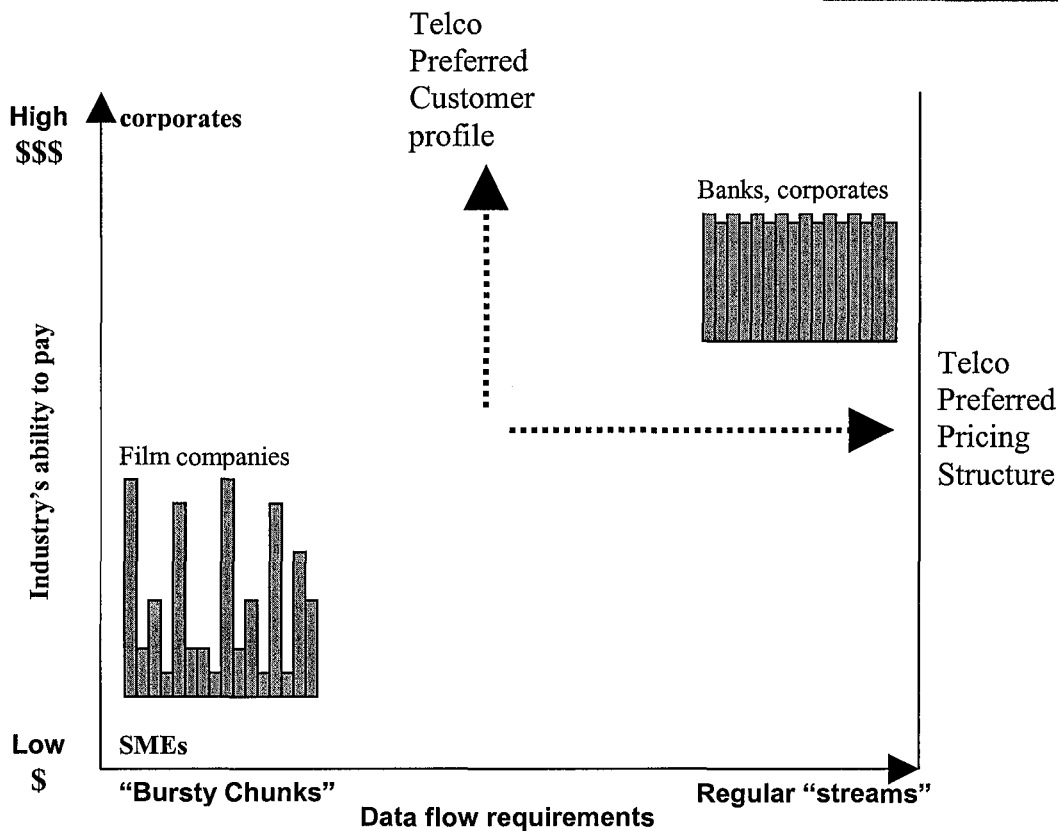 Telco
Preferred
Customer
profile
High
$$$
corporates
Banks, corporates
Industry's ability to pay
Telco
Preferred
Pricing
Structure
Film companies
Low
$
SMEs
"Bursty Chunks"
Regular "streams"
Data flow requirements